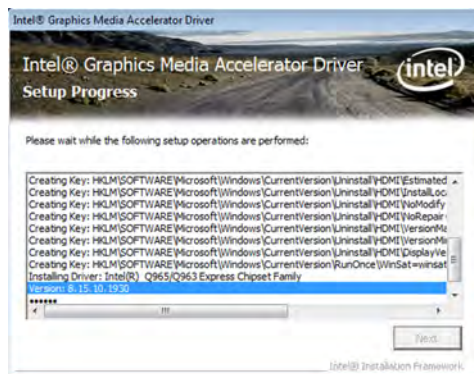 Intel® Graphics Media Accelerator Driver
Intel® Graphics Media Accelerator Driver
Setup Progress
intel
Please wait while the following setup operations are performed:
Creating Key: HKLM\SOFTWARE\Microsoft\Windows\CurrentVersion\Uninstall\HDMI\Estimated
Creating Key: HKLM\SOFTWARE\Microsoft\Windows\CurrentVersion\Uninstall\HDMI\InstallLoc
Creating Key: HKLM\SOFTWARE\Microsoft\Windows\CurrentVersion\Uninstall\HDMI\NoModify
Creating Key: HKLM\SOFTWARE\Microsoft\Windows\CurrentVersion\Uninstall\HDMI\NoRepair
Creating Key: HKLM\SOFTWARE\Microsoft\Windows\CurrentVersion\Uninstall\HDMI\VersionMa
Creating Key: HKLM\SOFTWARE\Microsoft\Windows\CurrentVersion\Uninstall\HDMI\VersionMi
Creating Key: HKLM\SOFTWARE\Microsoft\Windows\CurrentVersion\Uninstall\HDMI\DisplayVe
Creating Key: HKLM\SOFTWARE\Microsoft\Windows\CurrentVersion\RunOnce\WinSat=winsat
Installing Driver: Intel(R) Q965/Q963 Express Chipset Family
Version: 8.15.10.1930
******
Next
Intel® Installation Framework